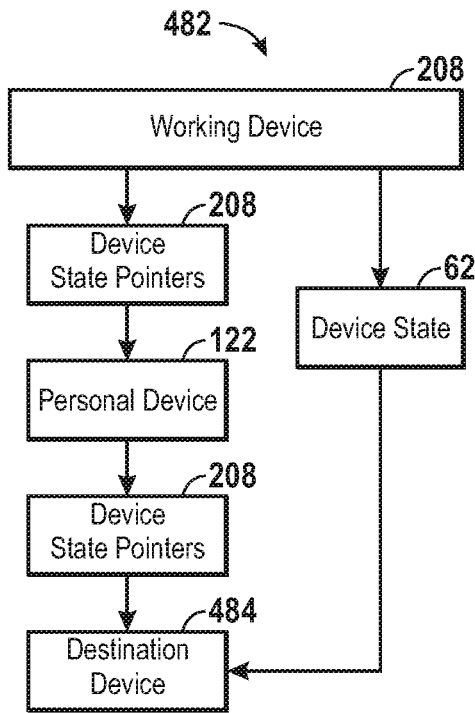 482
208
Working Device
208
Device
State Pointers
62
Device State
122
Personal Device
208
Device
State Pointers
484
Destination
Device